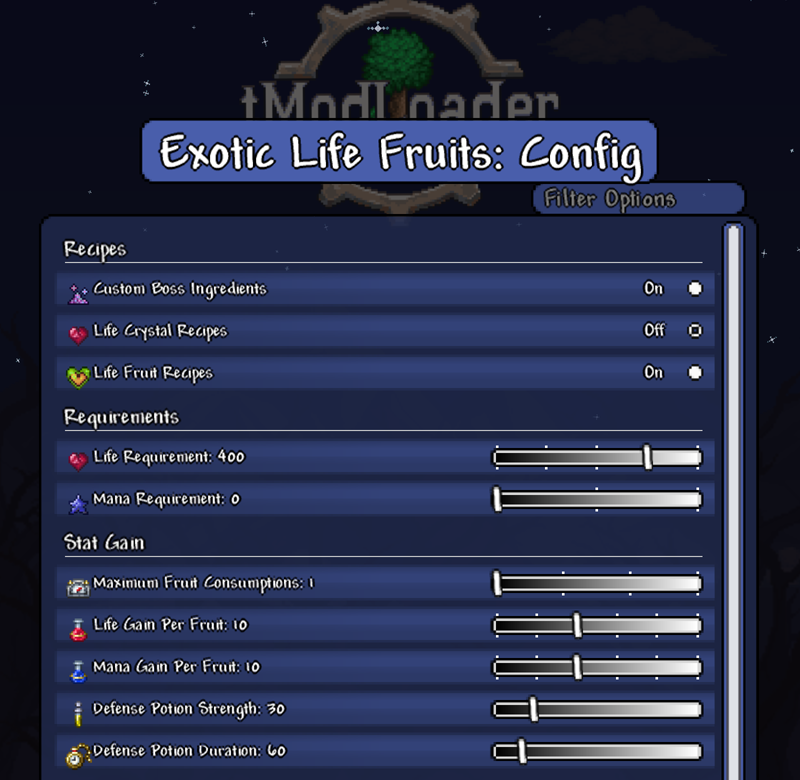 tModLoader
Exotic Life Fruits: Config
Filter Options
Recipes
Custom Boss Ingredients On
Life Crystal Recipes Off
Life Fruit Recipes On
Requirements
Life Requirement: 400
Mana Requirement: 0
Stat Gain
Maximum Fruit Consumptions: 1
Life Gain Per Fruit: 10
Mana Gain Per Fruit: 10
Defense Potion Strength: 30
Defense Potion Duration: 60